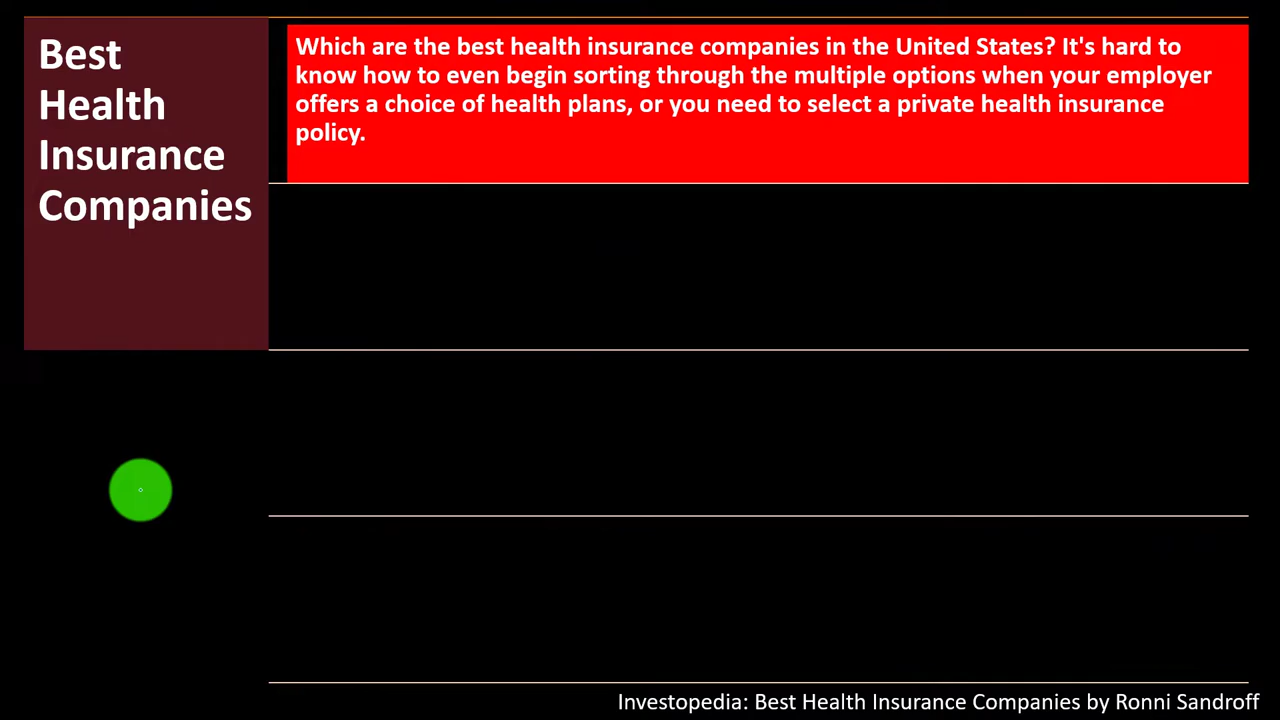 Best
Health
Insurance
Companies
Which are the best health insurance companies in the United States? It's hard to
know how to even begin sorting through the multiple options when your employer
offers a choice of health plans, or you need to select a private health insurance
policy.
Investopedia: Best Health Insurance Companies by Ronni Sandroff